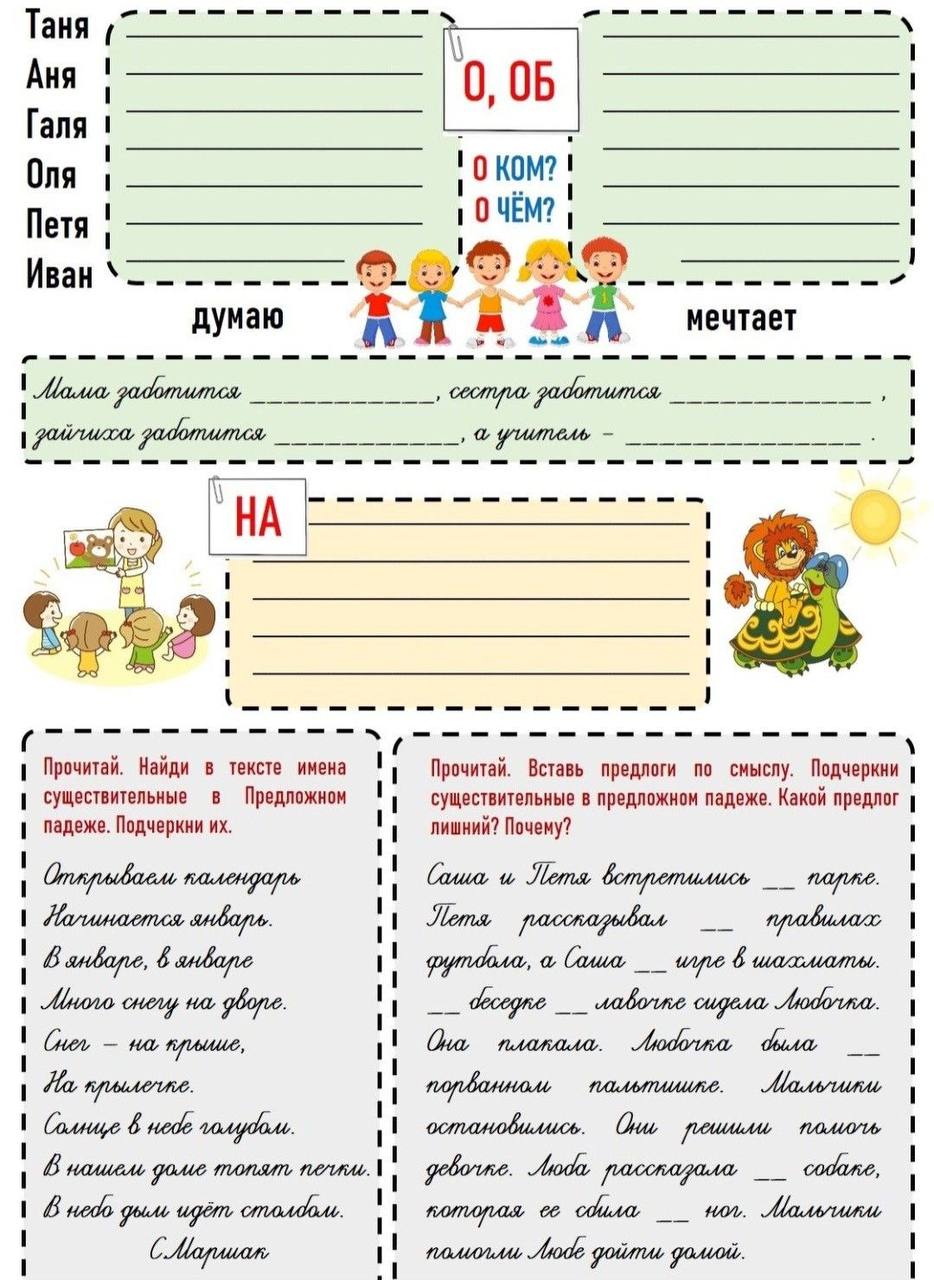 Таня
Аня
Галя
Оля
Петя
Иван
О, ОБ
О КОМ?
О ЧЁМ?
думаю
мечтает
Мама заботится ___________, сестра заботится ____________ ,
зайчиха заботится ___________, а учитель – ______________ .
НА
Прочитай. Найди в тексте имена
существительные в Предложном
падеже. Подчеркни их.
Открываем календарь
Начинается январь.
В январе, в январе
Много снегу на дворе.
Снег – на крыше,
На крылечке.
Солнце в небе голубом.
В нашем доме топят печки.
В небо дым идёт столбом.
С.Маршак
Прочитай. Вставь предлоги по смыслу. Подчеркни
существительные в предложном падеже. Какой предлог
лишний? Почему?
Саша и Петя встретились __ парке.
Петя рассказывал __ правилах
футбола, а Саша __ игре в шахматы.
__ беседке __ лавочке сидела Любочка.
Она плакала. Любочка была __
порванном пальтишке. Мальчики
остановились. Они решили помочь
девочке. Люба рассказала __ собаке,
которая ее сбила __ ног. Мальчики
помогли Любе дойти домой.